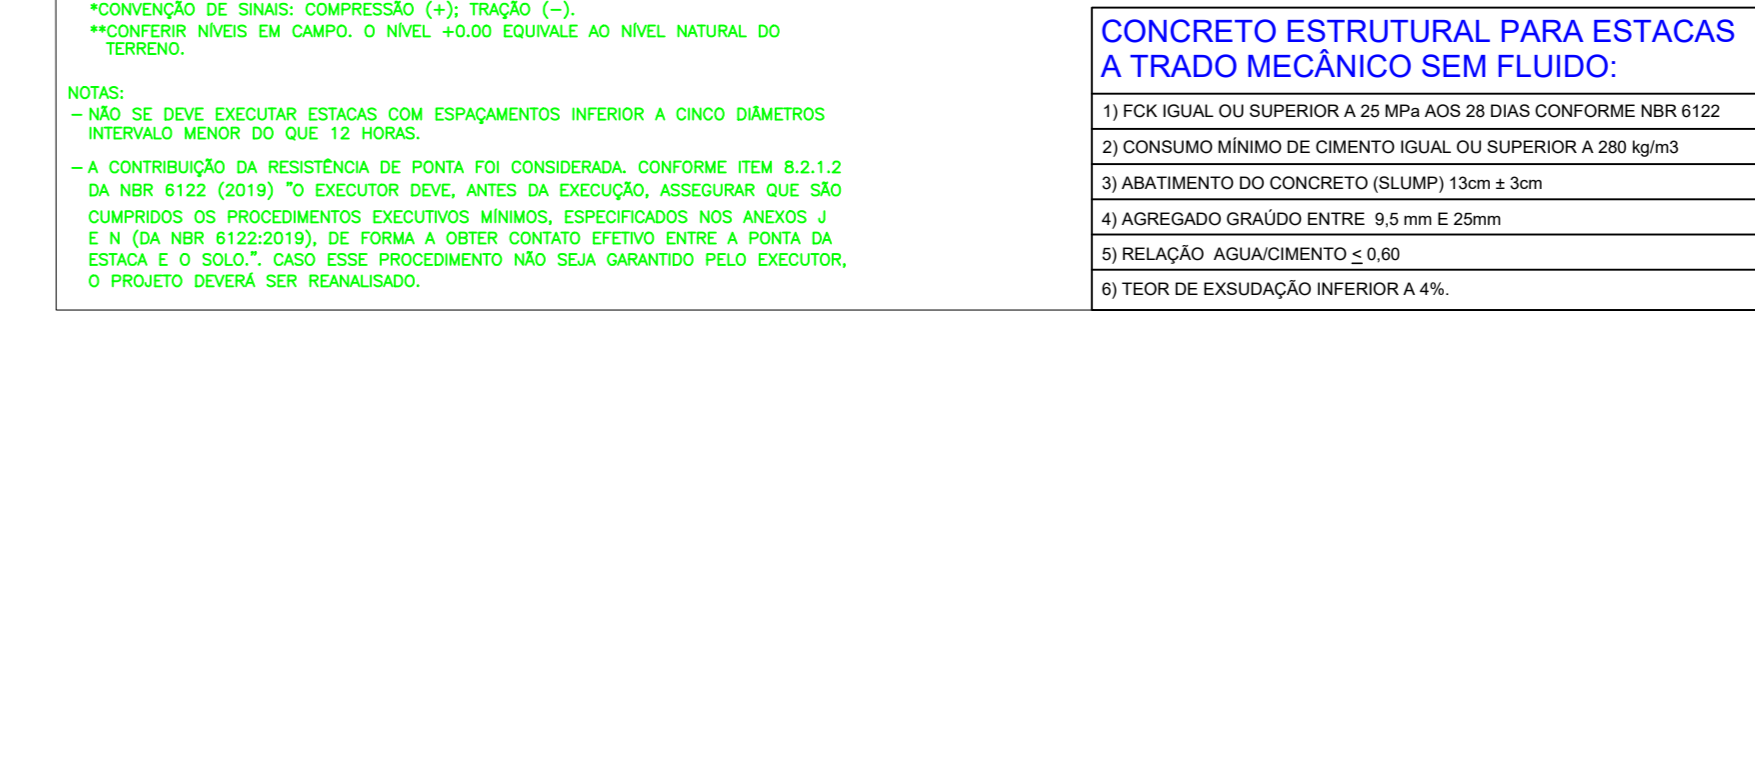 *CONVENÇÃO DE SINAIS: COMPRESSÃO (+); TRAÇÃO (−).
**CONFERIR NÍVEIS EM CAMPO. O NÍVEL +0.00 EQUIVALE AO NÍVEL NATURAL DO
TERRENO.
NOTAS:
− NÃO SE DEVE EXECUTAR ESTACAS COM ESPAÇAMENTOS INFERIOR A CINCO DIÂMETROS
INTERVALO MENOR DO QUE 12 HORAS.
− A CONTRIBUIÇÃO DA RESISTÊNCIA DE PONTA FOI CONSIDERADA. CONFORME ITEM 8.2.1.2
DA NBR 6122 (2019) "O EXECUTOR DEVE, ANTES DA EXECUÇÃO, ASSEGURAR QUE SÃO
CUMPRIDOS OS PROCEDIMENTOS EXECUTIVOS MÍNIMOS, ESPECIFICADOS NOS ANEXOS J
E N (DA NBR 6122:2019), DE FORMA A OBTER CONTATO EFETIVO ENTRE A PONTA DA
ESTACA E O SOLO.". CASO ESSE PROCEDIMENTO NÃO SEJA GARANTIDO PELO EXECUTOR,
O PROJETO DEVERÁ SER REANALISADO.
CONCRETO ESTRUTURAL PARA ESTACAS
A TRADO MECÂNICO SEM FLUIDO:
1) FCK IGUAL OU SUPERIOR A 25 MPa AOS 28 DIAS CONFORME NBR 6122
2) CONSUMO MÍNIMO DE CIMENTO IGUAL OU SUPERIOR A 280 kg/m3
3) ABATIMENTO DO CONCRETO (SLUMP) 13cm ± 3cm
4) AGREGADO GRAÚDO ENTRE 9,5 mm E 25mm
5) RELAÇÃO AGUA/CIMENTO ≤ 0,60
6) TEOR DE EXSUDAÇÃO INFERIOR A 4%.